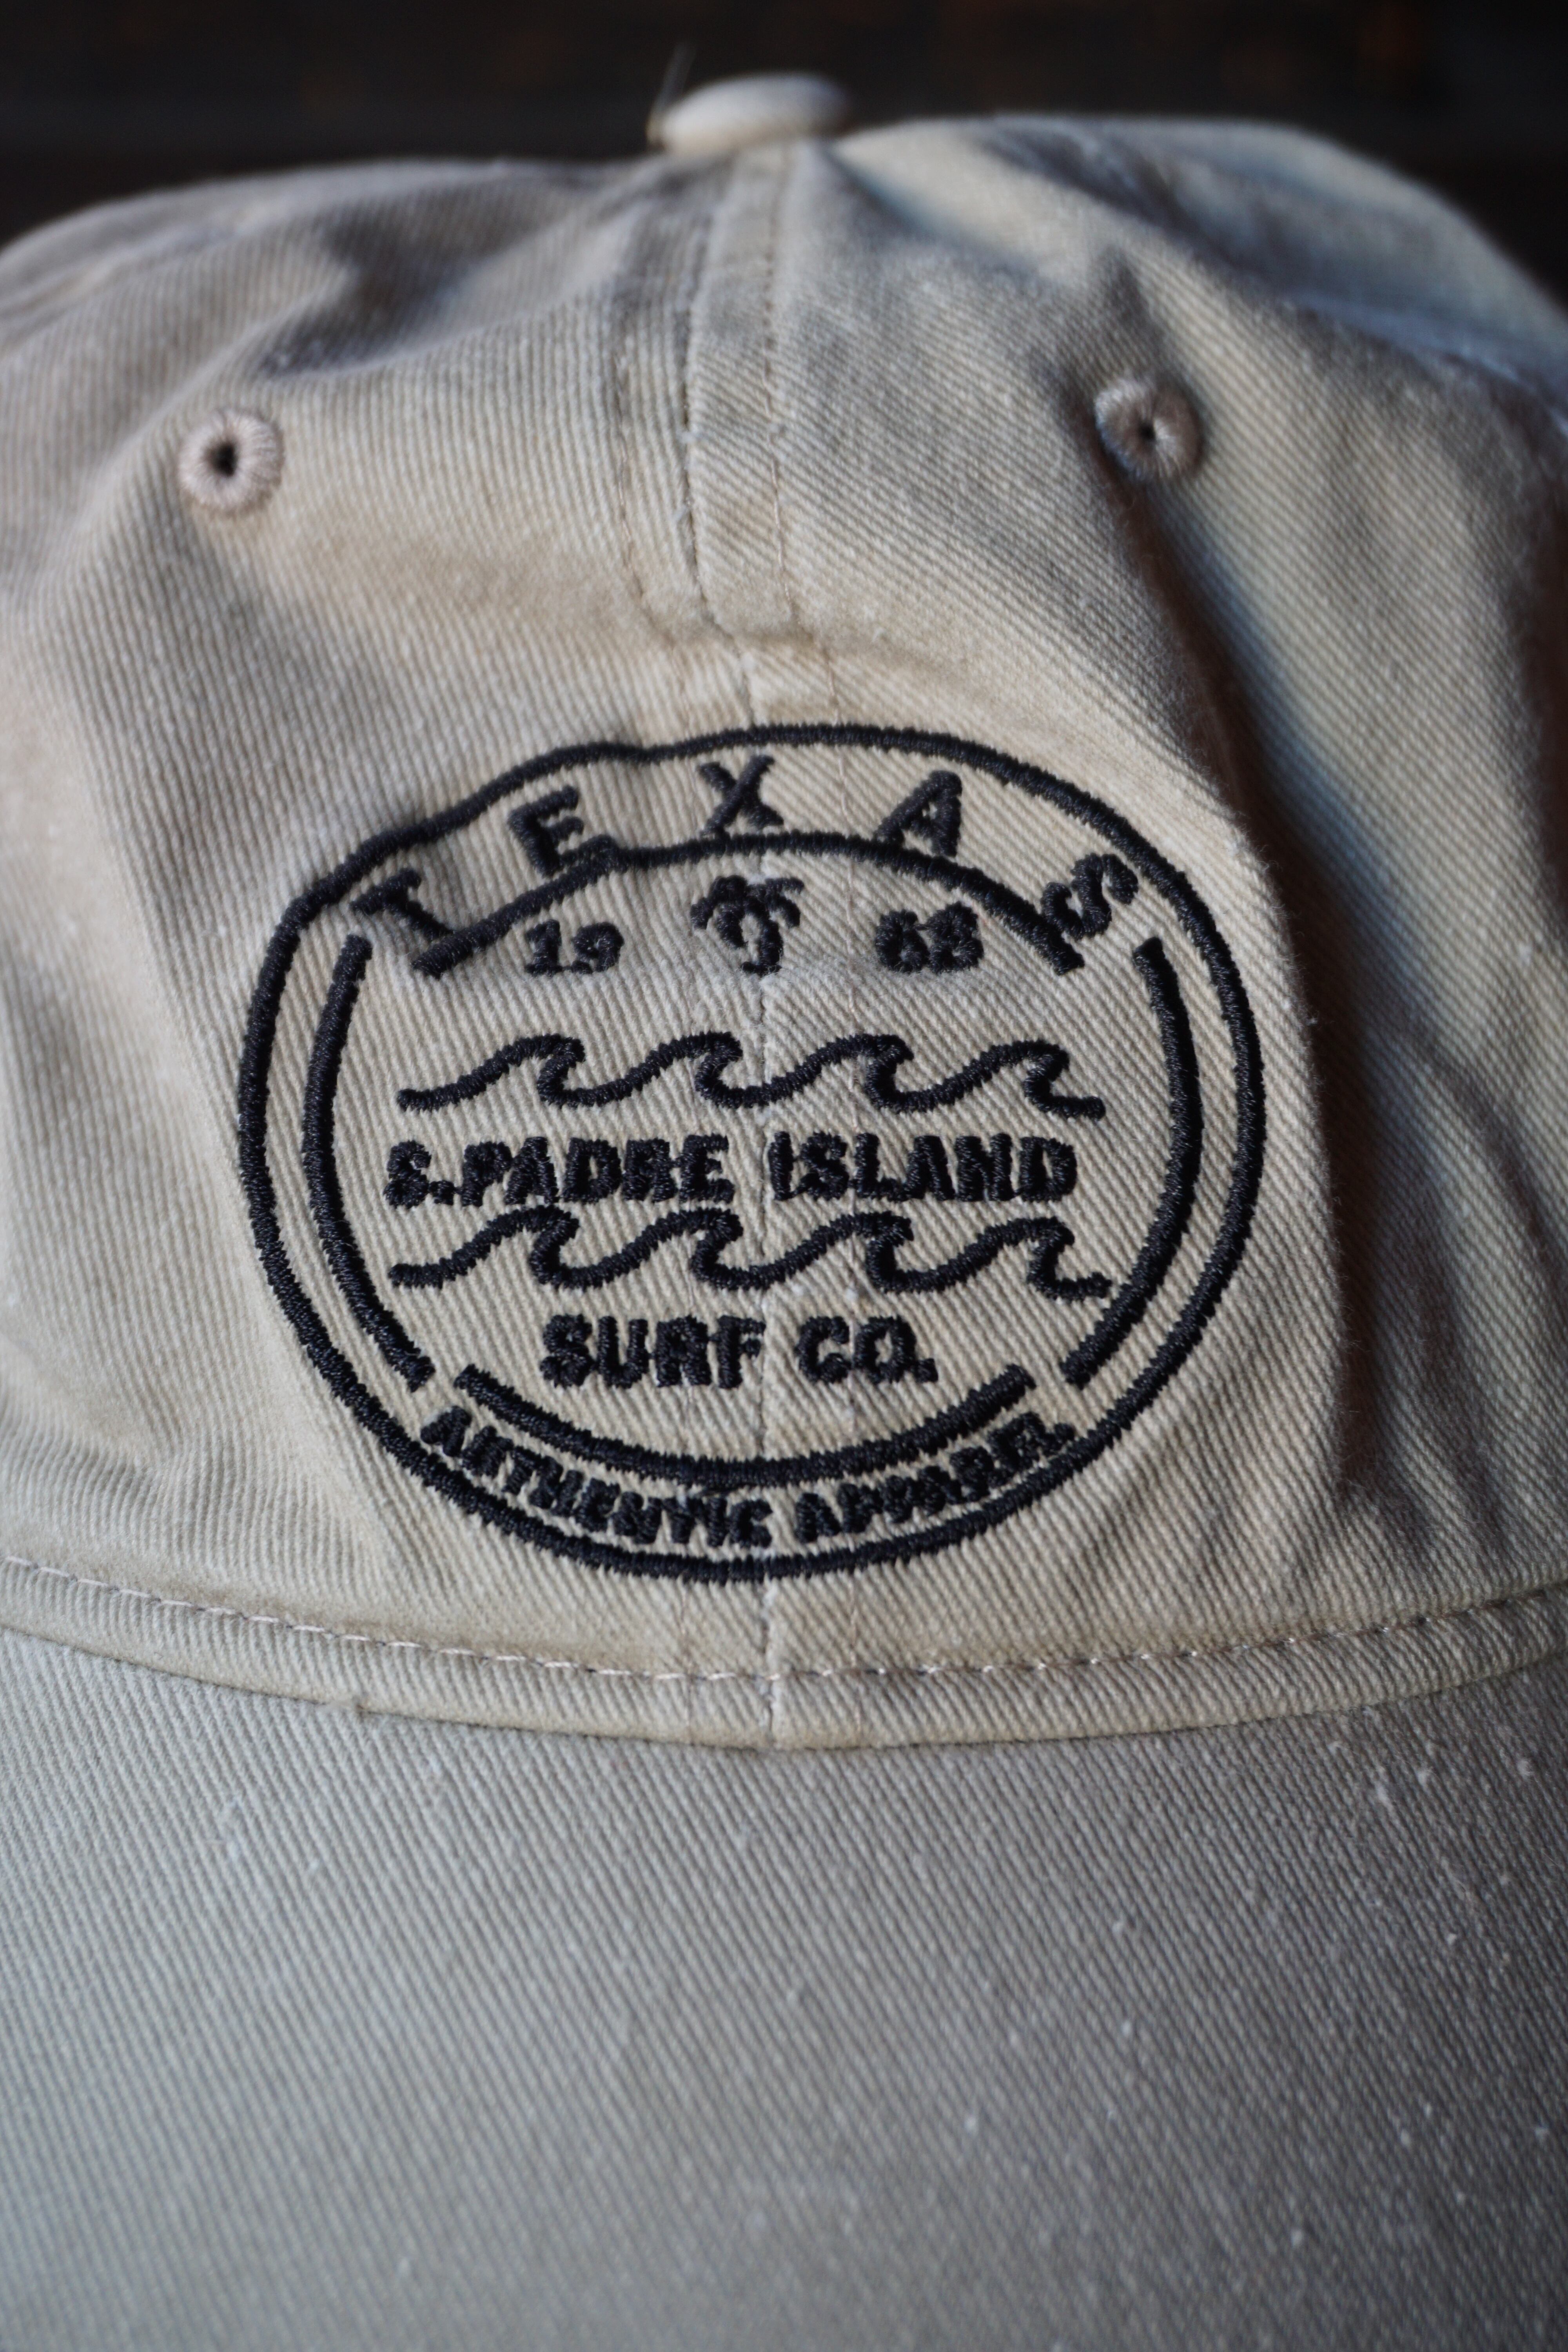 TEXAS
19 68
S.PADRE ISLAND
SURF CO.
AUTHENTIC APPAREL